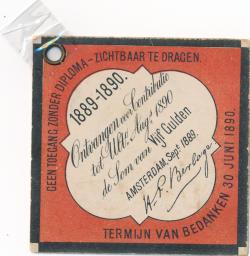 GEEN TOEGANG ZONDER DIPLOMA - ZICHTBAAR TE DRAGEN.
1889-1890.
Ontvangen voor Contributie
tot Ult. Aug. 1890
de Som van Vijf Gulden
AMSTERDAM, Sept. 1889.
H.P. Berlage
TERMIJN VAN BEDANKEN 30 JUNI 1890.